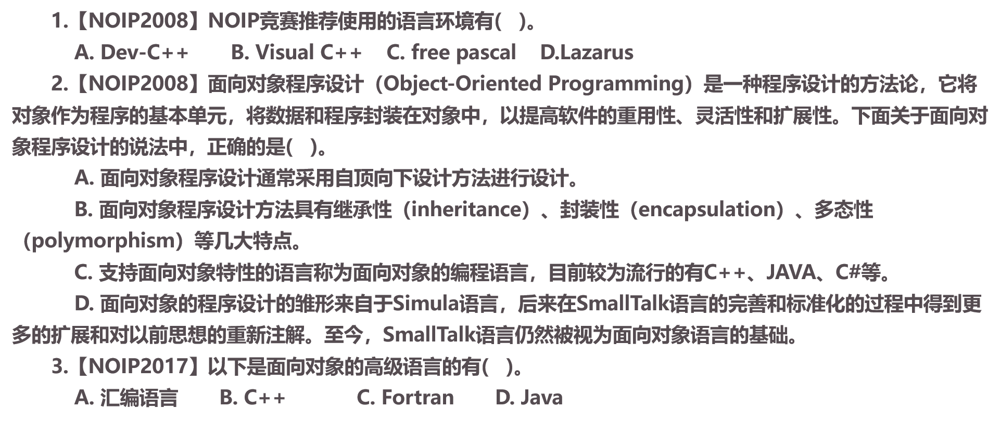 1.【NOIP2008】NOIP竞赛推荐使用的语言环境有(   )。
A. Dev-C++       B. Visual C++    C. free pascal    D.Lazarus
2.【NOIP2008】面向对象程序设计（Object-Oriented Programming）是一种程序设计的方法论，它将
对象作为程序的基本单元，将数据和程序封装在对象中，以提高软件的重用性、灵活性和扩展性。下面关于面向对
象程序设计的说法中，正确的是(   )。
A. 面向对象程序设计通常采用自顶向下设计方法进行设计。
B. 面向对象程序设计方法具有继承性（inheritance）、封装性（encapsulation）、多态性
（polymorphism）等几大特点。
C. 支持面向对象特性的语言称为面向对象的编程语言，目前较为流行的有C++、JAVA、C#等。
D. 面向对象的程序设计的雏形来自于Simula语言，后来在SmallTalk语言的完善和标准化的过程中得到更
多的扩展和对以前思想的重新注解。至今，SmallTalk语言仍然被视为面向对象语言的基础。
3.【NOIP2017】以下是面向对象的高级语言的有(   )。
A. 汇编语言       B. C++            C. Fortran       D. Java